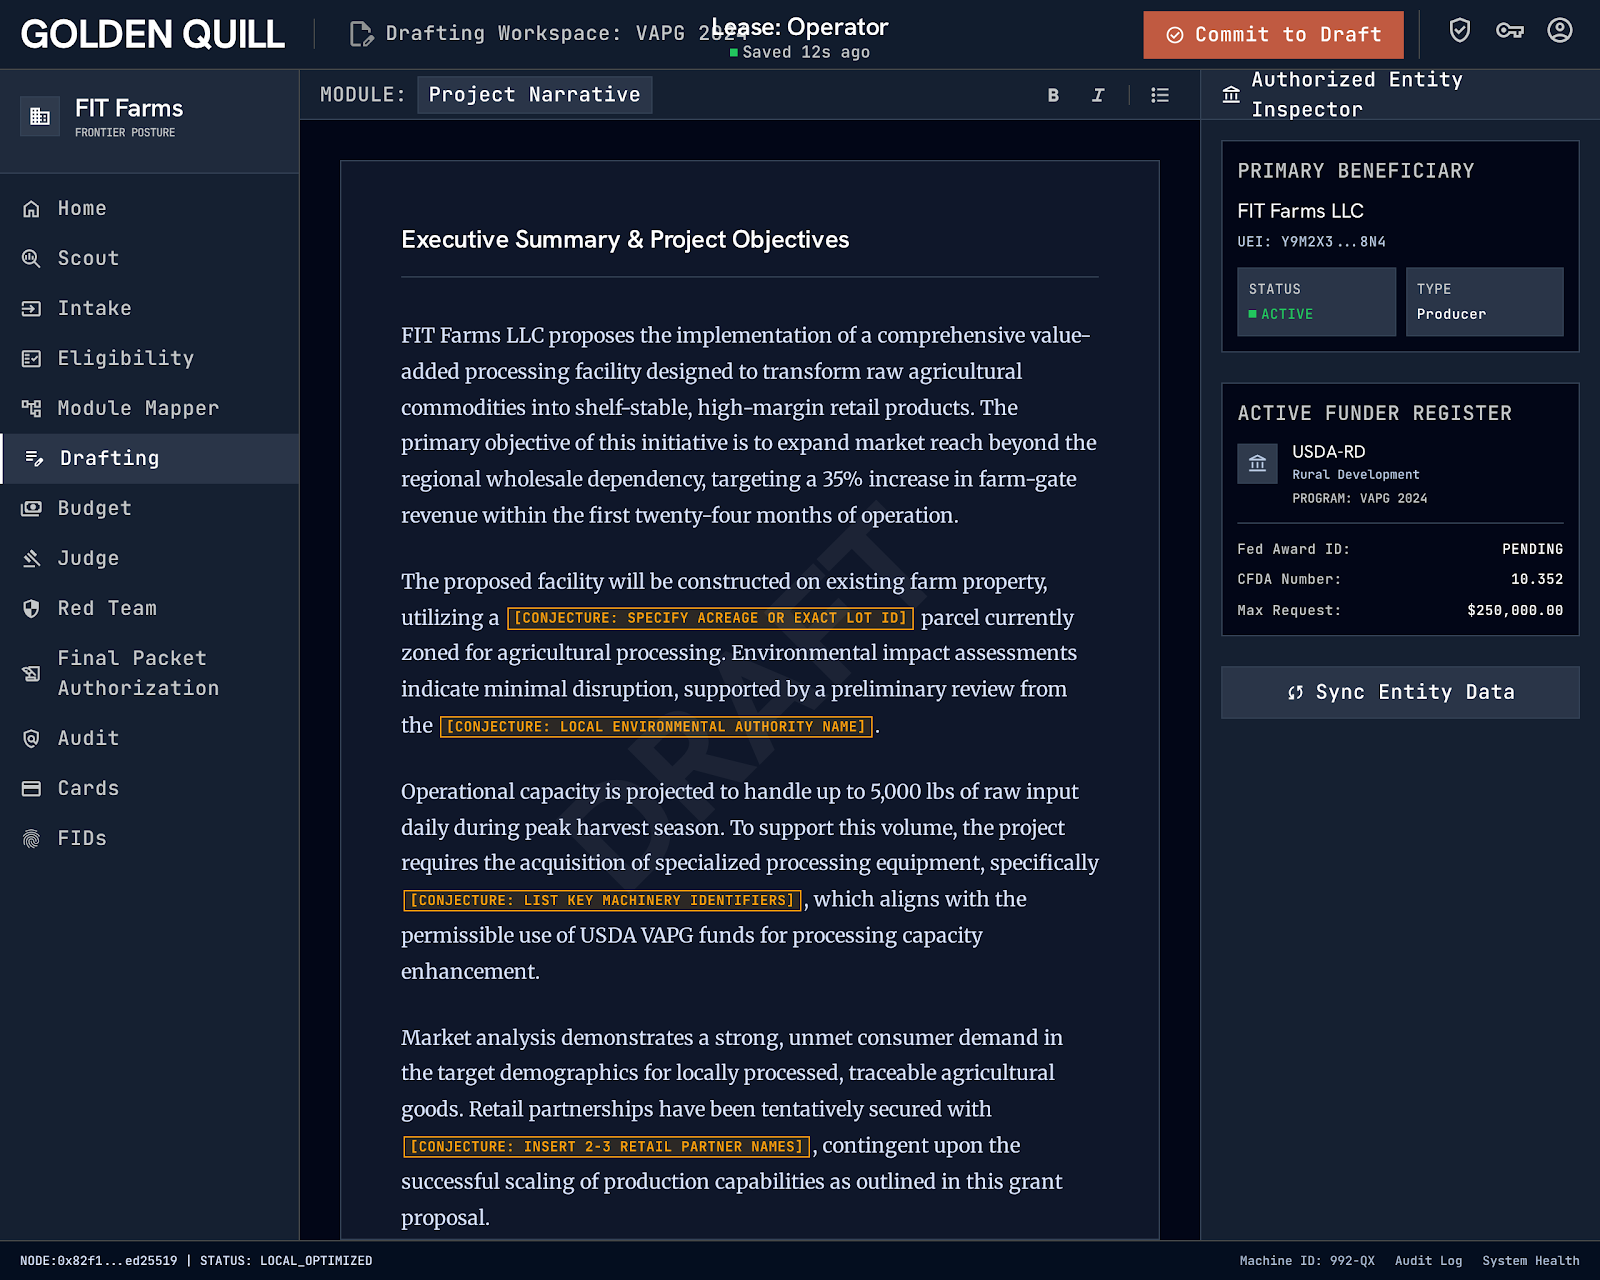 GOLDEN QUILL
Drafting Workspace: VAPG 2024
Lease: Operator
Saved 12s ago
Commit to Draft
FIT Farms
FRONTIER POSTURE
Home
Scout
Intake
Eligibility
Module Mapper
Drafting
Budget
Judge
Red Team
Final Packet
Authorization
Audit
Cards
FIDs
MODULE:
Project Narrative
B
I
Executive Summary & Project Objectives
FIT Farms LLC proposes the implementation of a comprehensive value-
added processing facility designed to transform raw agricultural
commodities into shelf-stable, high-margin retail products. The
primary objective of this initiative is to expand market reach beyond the
regional wholesale dependency, targeting a 35% increase in farm-gate
revenue within the first twenty-four months of operation.
The proposed facility will be constructed on existing farm property,
utilizing a [CONJECTURE: SPECIFY ACREAGE OR EXACT LOT ID] parcel currently
zoned for agricultural processing. Environmental impact assessments
indicate minimal disruption, supported by a preliminary review from
the [CONJECTURE: LOCAL ENVIRONMENTAL AUTHORITY NAME].
Operational capacity is projected to handle up to 5,000 lbs of raw input
daily during peak harvest season. To support this volume, the project
requires the acquisition of specialized processing equipment, specifically
[CONJECTURE: LIST KEY MACHINERY IDENTIFIERS], which aligns with the
permissible use of USDA VAPG funds for processing capacity
enhancement.
Market analysis demonstrates a strong, unmet consumer demand in
the target demographics for locally processed, traceable agricultural
goods. Retail partnerships have been tentatively secured with
[CONJECTURE: INSERT 2-3 RETAIL PARTNER NAMES], contingent upon the
successful scaling of production capabilities as outlined in this grant
proposal.
DRAFT
Authorized Entity
Inspector
PRIMARY BENEFICIARY
FIT Farms LLC
UEI: Y9M2X3...8N4
STATUS
ACTIVE
TYPE
Producer
ACTIVE FUNDER REGISTER
USDA-RD
Rural Development
PROGRAM: VAPG 2024
Fed Award ID: PENDING
CFDA Number: 10.352
Max Request: $250,000.00
Sync Entity Data
NODE:0x82f1...ed25519 | STATUS: LOCAL_OPTIMIZED
Machine ID: 992-QX
Audit Log
System Health